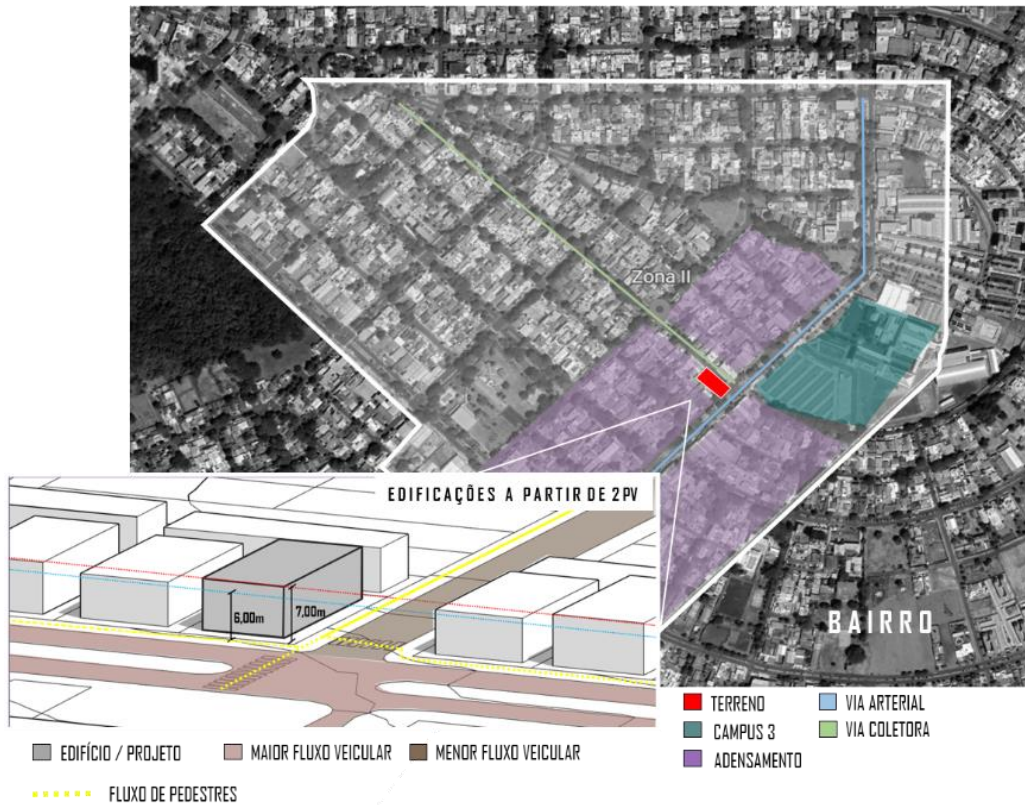 Zona II
EDIFICAÇÕES A PARTIR DE 2PV
6,00m
7,00m
BAIRRO
TERRENO
VIA ARTERIAL
CAMPUS 3
VIA COLETORA
ADENSAMENTO
EDIFÍCIO / PROJETO
MAIOR FLUXO VEICULAR
MENOR FLUXO VEICULAR
FLUXO DE PEDESTRES